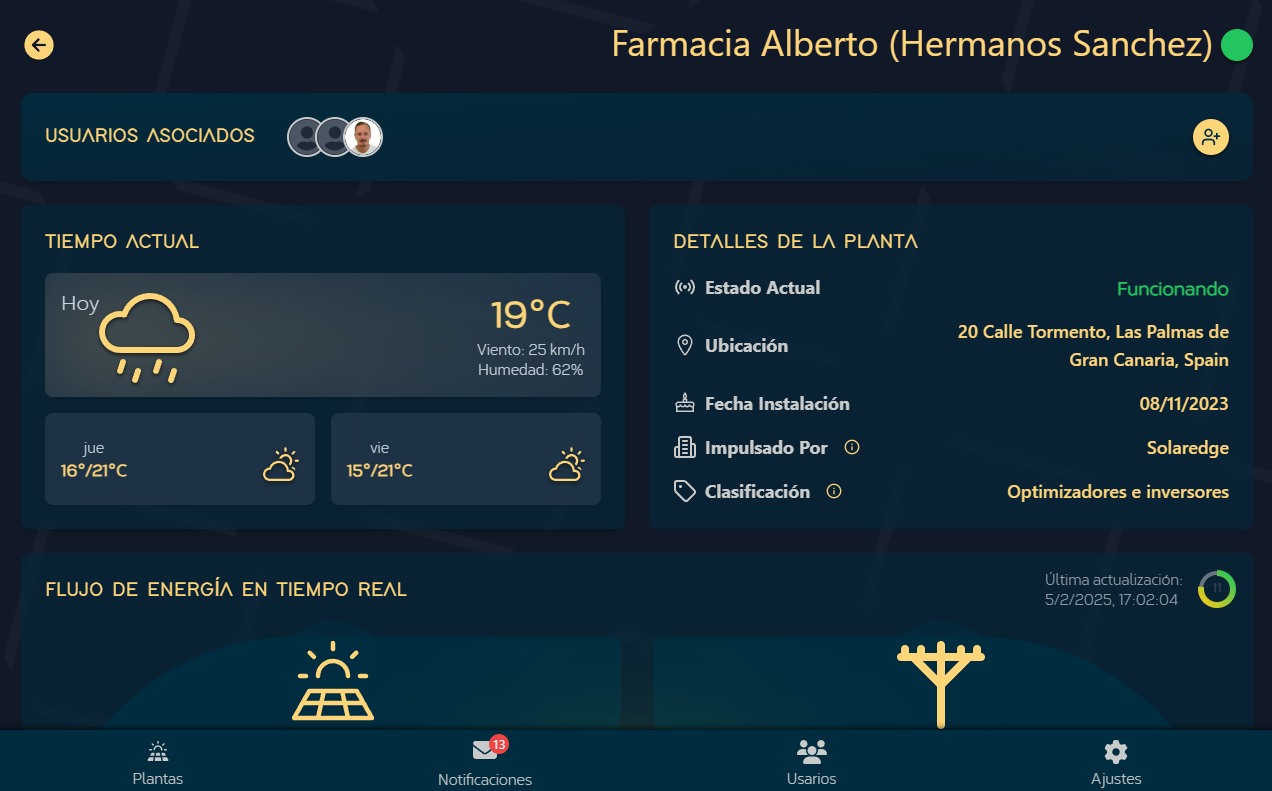 Farmacia Alberto (Hermanos Sanchez)
USUARIOS ASOCIADOS
TIEMPO ACTUAL
Hoy
19°C
Viento: 25 km/h
Humedad: 62%
jue
16°/21°C
vie
15°/21°C
DETALLES DE LA PLANTA
Estado Actual
Funcionando
Ubicación
20 Calle Tormento, Las Palmas de
Gran Canaria, Spain
Fecha Instalación
08/11/2023
Impulsado Por
Solaredge
Clasificación
Optimizadores e inversores
FLUJO DE ENERGÍA EN TIEMPO REAL
Última actualización:
5/2/2025, 17:02:04
11
Plantas
13
Notificaciones
Usarios
Ajustes